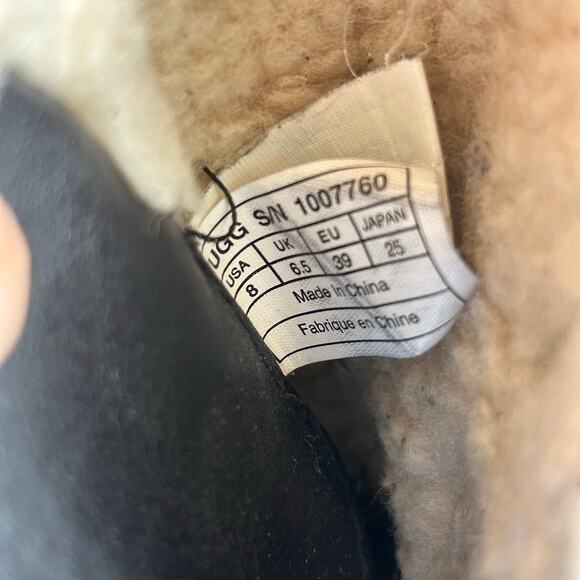 UGG S/N 1007760
USA UK EU JAPAN
8 6.5 39 25
Made in China
Fabriqué en Chine